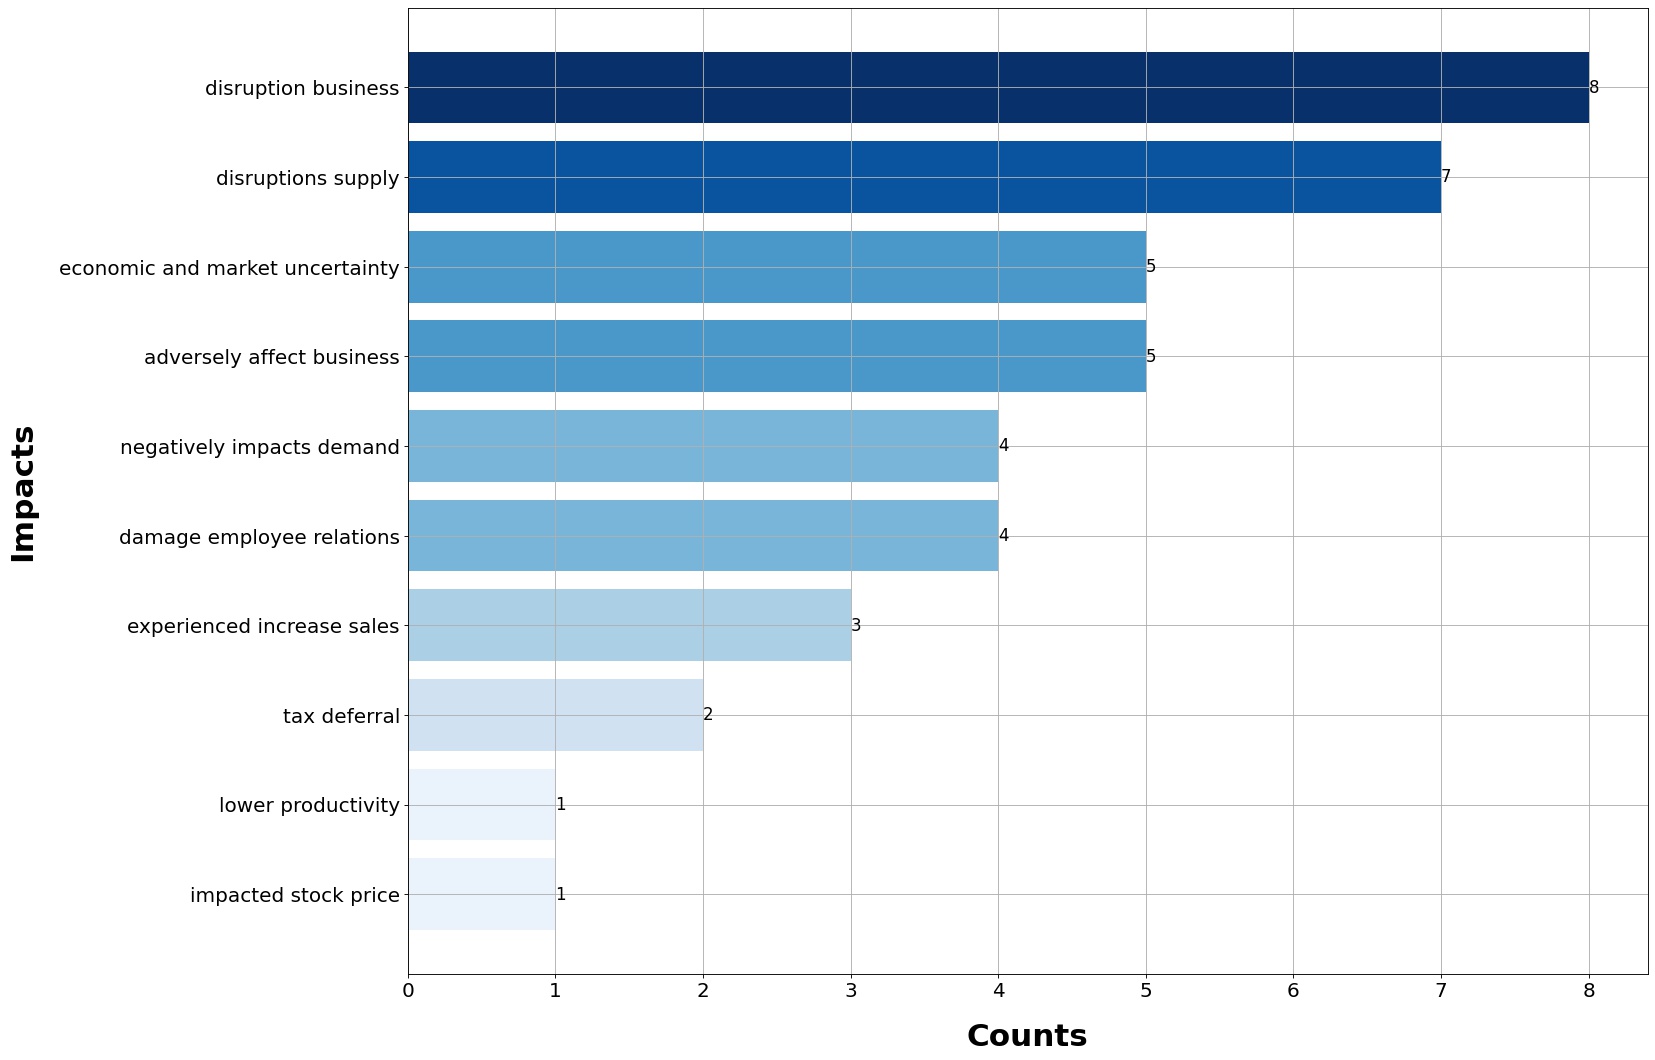 disruption business
8
disruptions supply
7
economic and market uncertainty
5
adversely affect business
5
negatively impacts demand
4
damage employee relations
4
experienced increase sales
3
tax deferral
2
lower productivity
1
impacted stock price
1
Impacts
0 1 2 3 4 5 6 7 8
Counts